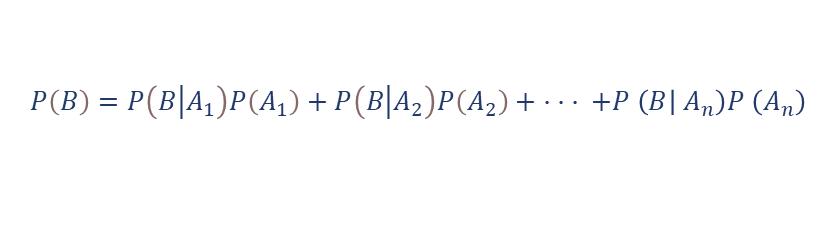 P(B) = P(B|A₁)P(A₁) + P(B|A₂)P(A₂) + · · · +P (B| Aₙ)P (Aₙ)